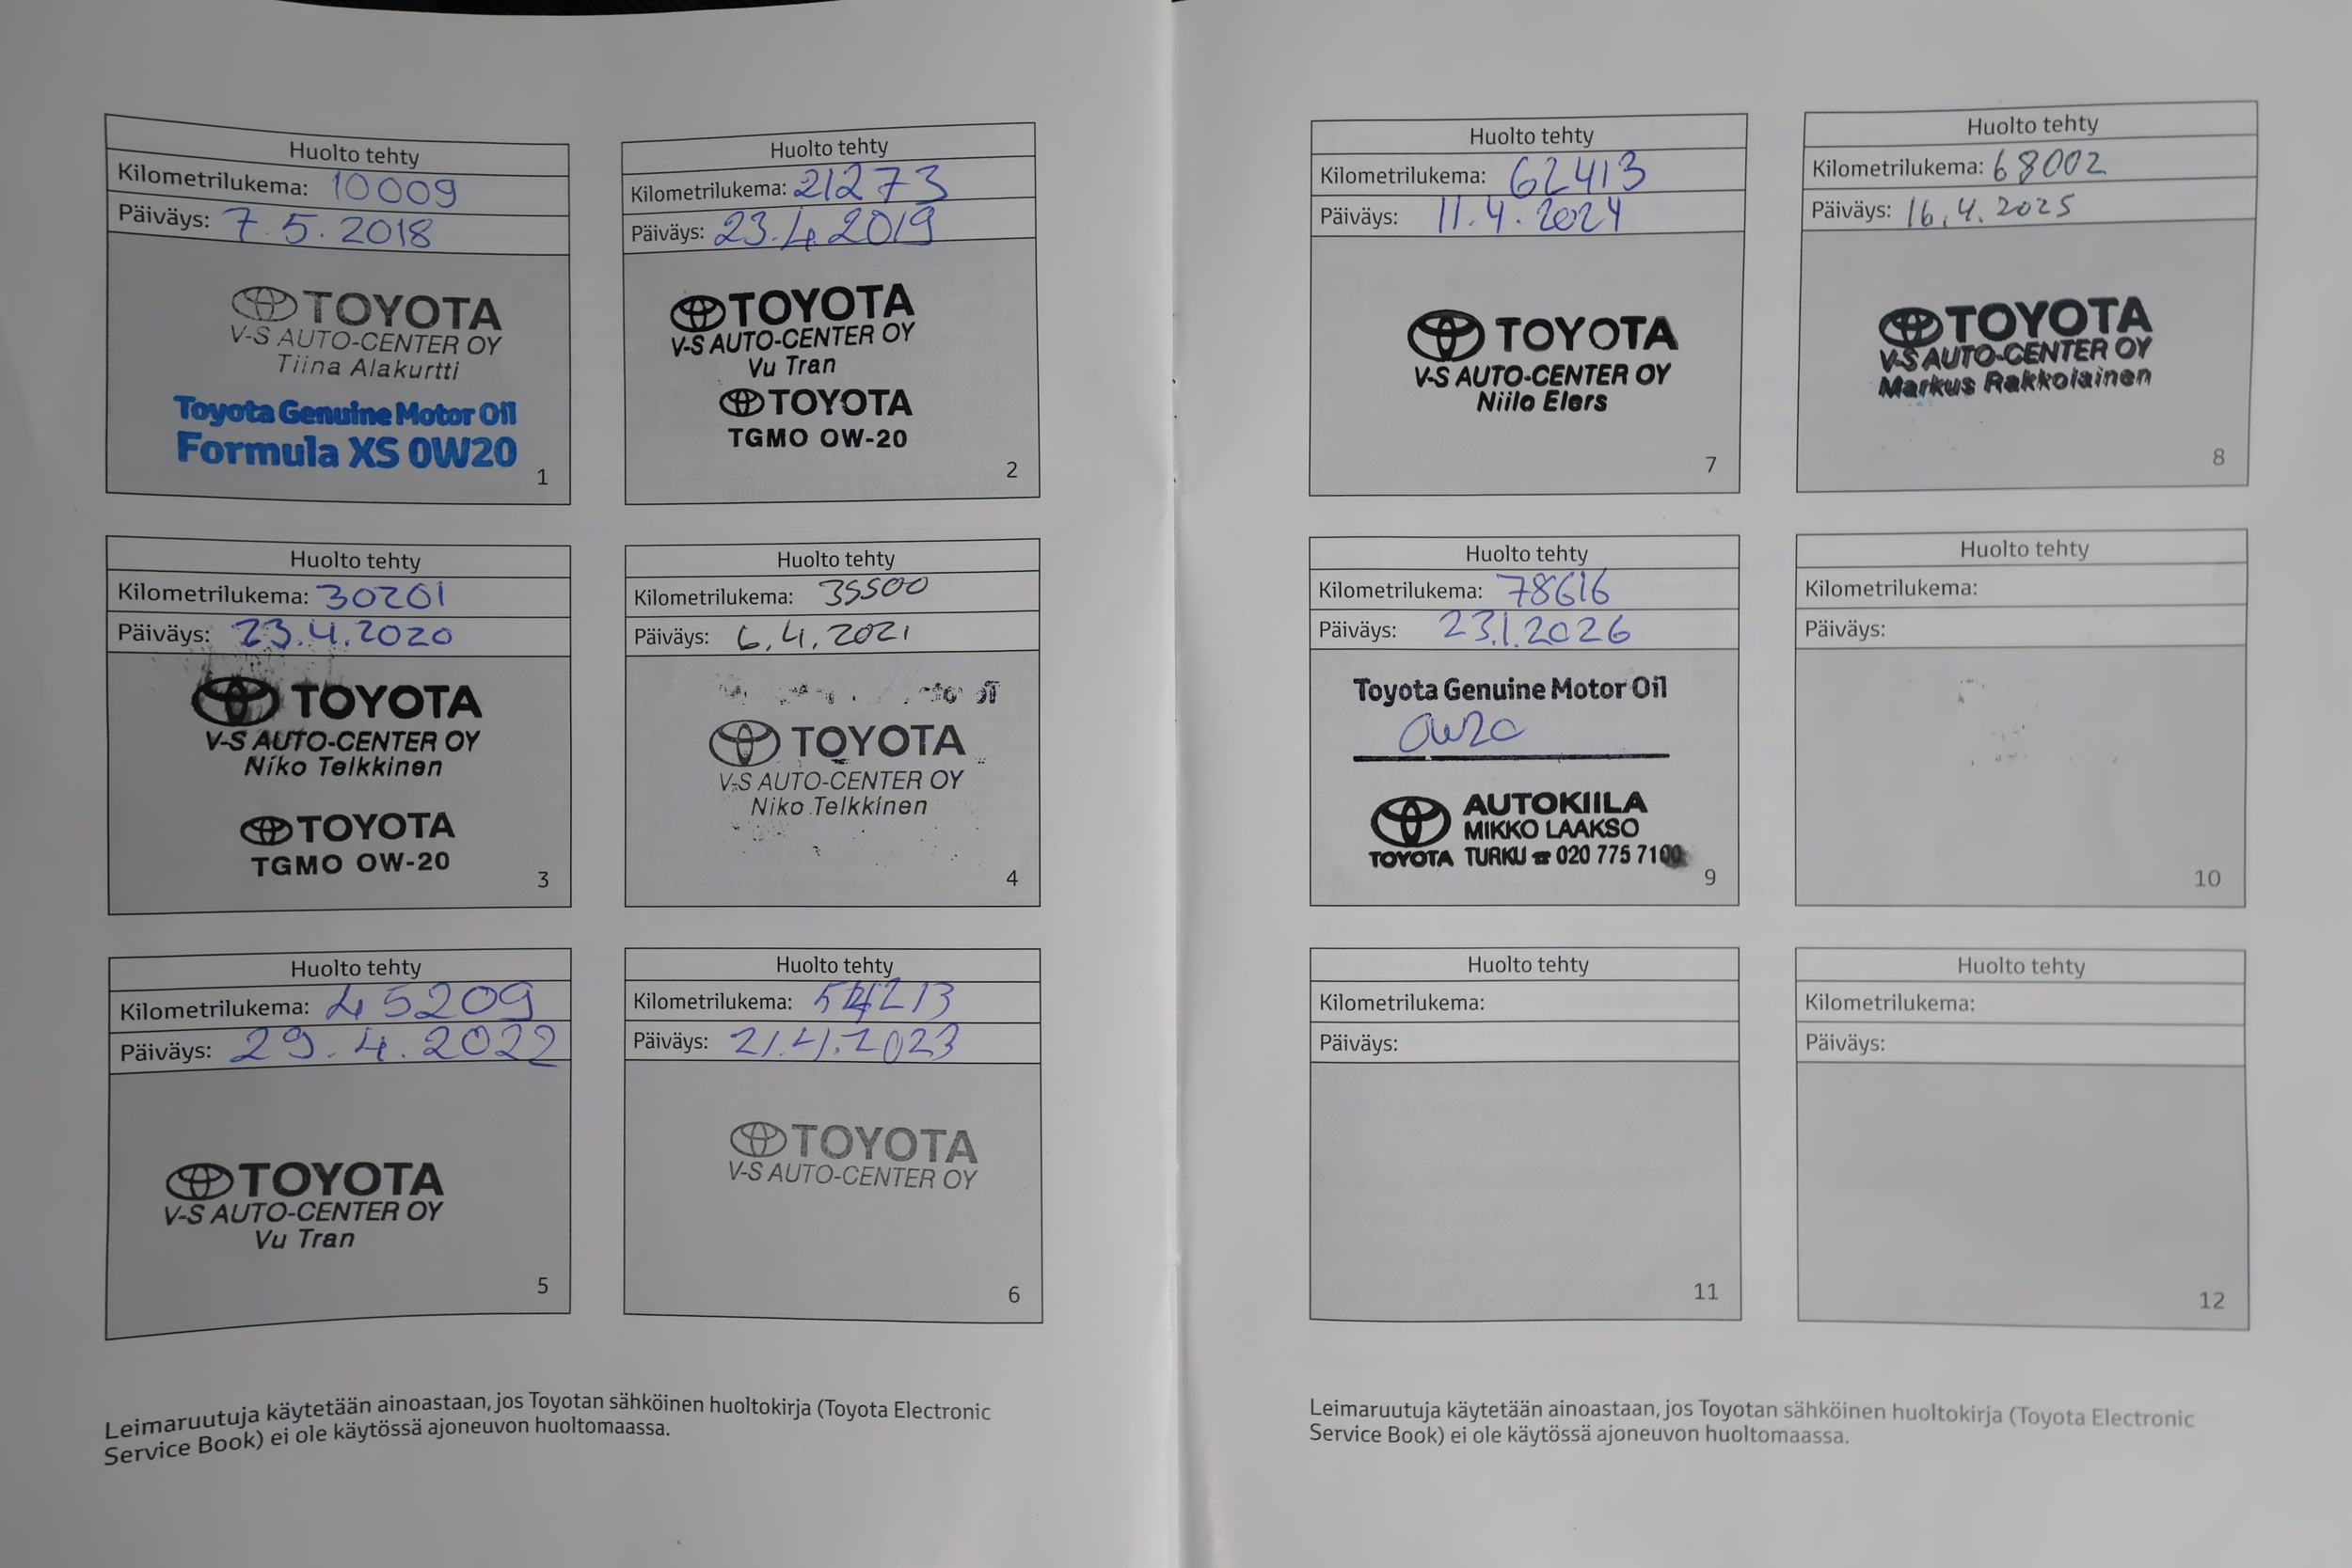 Huolto tehty
Kilometrilukema: 10009
Päiväys: 7.5.2018
TOYOTA
V-S AUTO-CENTER OY
Tiina Alakurtti
Toyota Genuine Motor Oil
Formula XS 0W20
1
Huolto tehty
Kilometrilukema: 21273
Päiväys: 23.4.2019
TOYOTA
V-S AUTO-CENTER OY
Vu Tran
TOYOTA
TGMO 0W-20
2
Huolto tehty
Kilometrilukema: 30201
Päiväys: 23.4.2020
TOYOTA
V-S AUTO-CENTER OY
Niko Telkkinen
TOYOTA
TGMO 0W-20
3
Huolto tehty
Kilometrilukema: 35500
Päiväys: 6.4.2021
TOYOTA
V-S AUTO-CENTER OY
Niko Telkkinen
4
Huolto tehty
Kilometrilukema: 45209
Päiväys: 29.4.2022
TOYOTA
V-S AUTO-CENTER OY
Vu Tran
5
Huolto tehty
Kilometrilukema:
Päiväys: 21.4.2023
TOYOTA
V-S AUTO-CENTER OY
6
Leimaruutuja käytetään ainoastaan, jos Toyotan sähköinen huoltokirja (Toyota Electronic
Service Book) ei ole käytössä ajoneuvon huoltomaassa.
Huolto tehty
Kilometrilukema: 62413
Päiväys: 11.4.2024
TOYOTA
V-S AUTO-CENTER OY
Niilo Elers
7
Huolto tehty
Kilometrilukema: 68002
Päiväys: 16.4.2025
TOYOTA
V-S AUTO-CENTER OY
Markus Rakkolainen
8
Huolto tehty
Kilometrilukema: 78616
Päiväys: 23.1.2026
Toyota Genuine Motor Oil
0W20
AUTOKIILA
MIKKO LAAKSO
TOYOTA TURKU ☎ 020 775 7100
9
Huolto tehty
Kilometrilukema:
Päiväys:
10
Huolto tehty
Kilometrilukema:
Päiväys:
11
Huolto tehty
Kilometrilukema:
Päiväys:
12
Leimaruutuja käytetään ainoastaan, jos Toyotan sähköinen huoltokirja (Toyota Electronic
Service Book) ei ole käytössä ajoneuvon huoltomaassa.